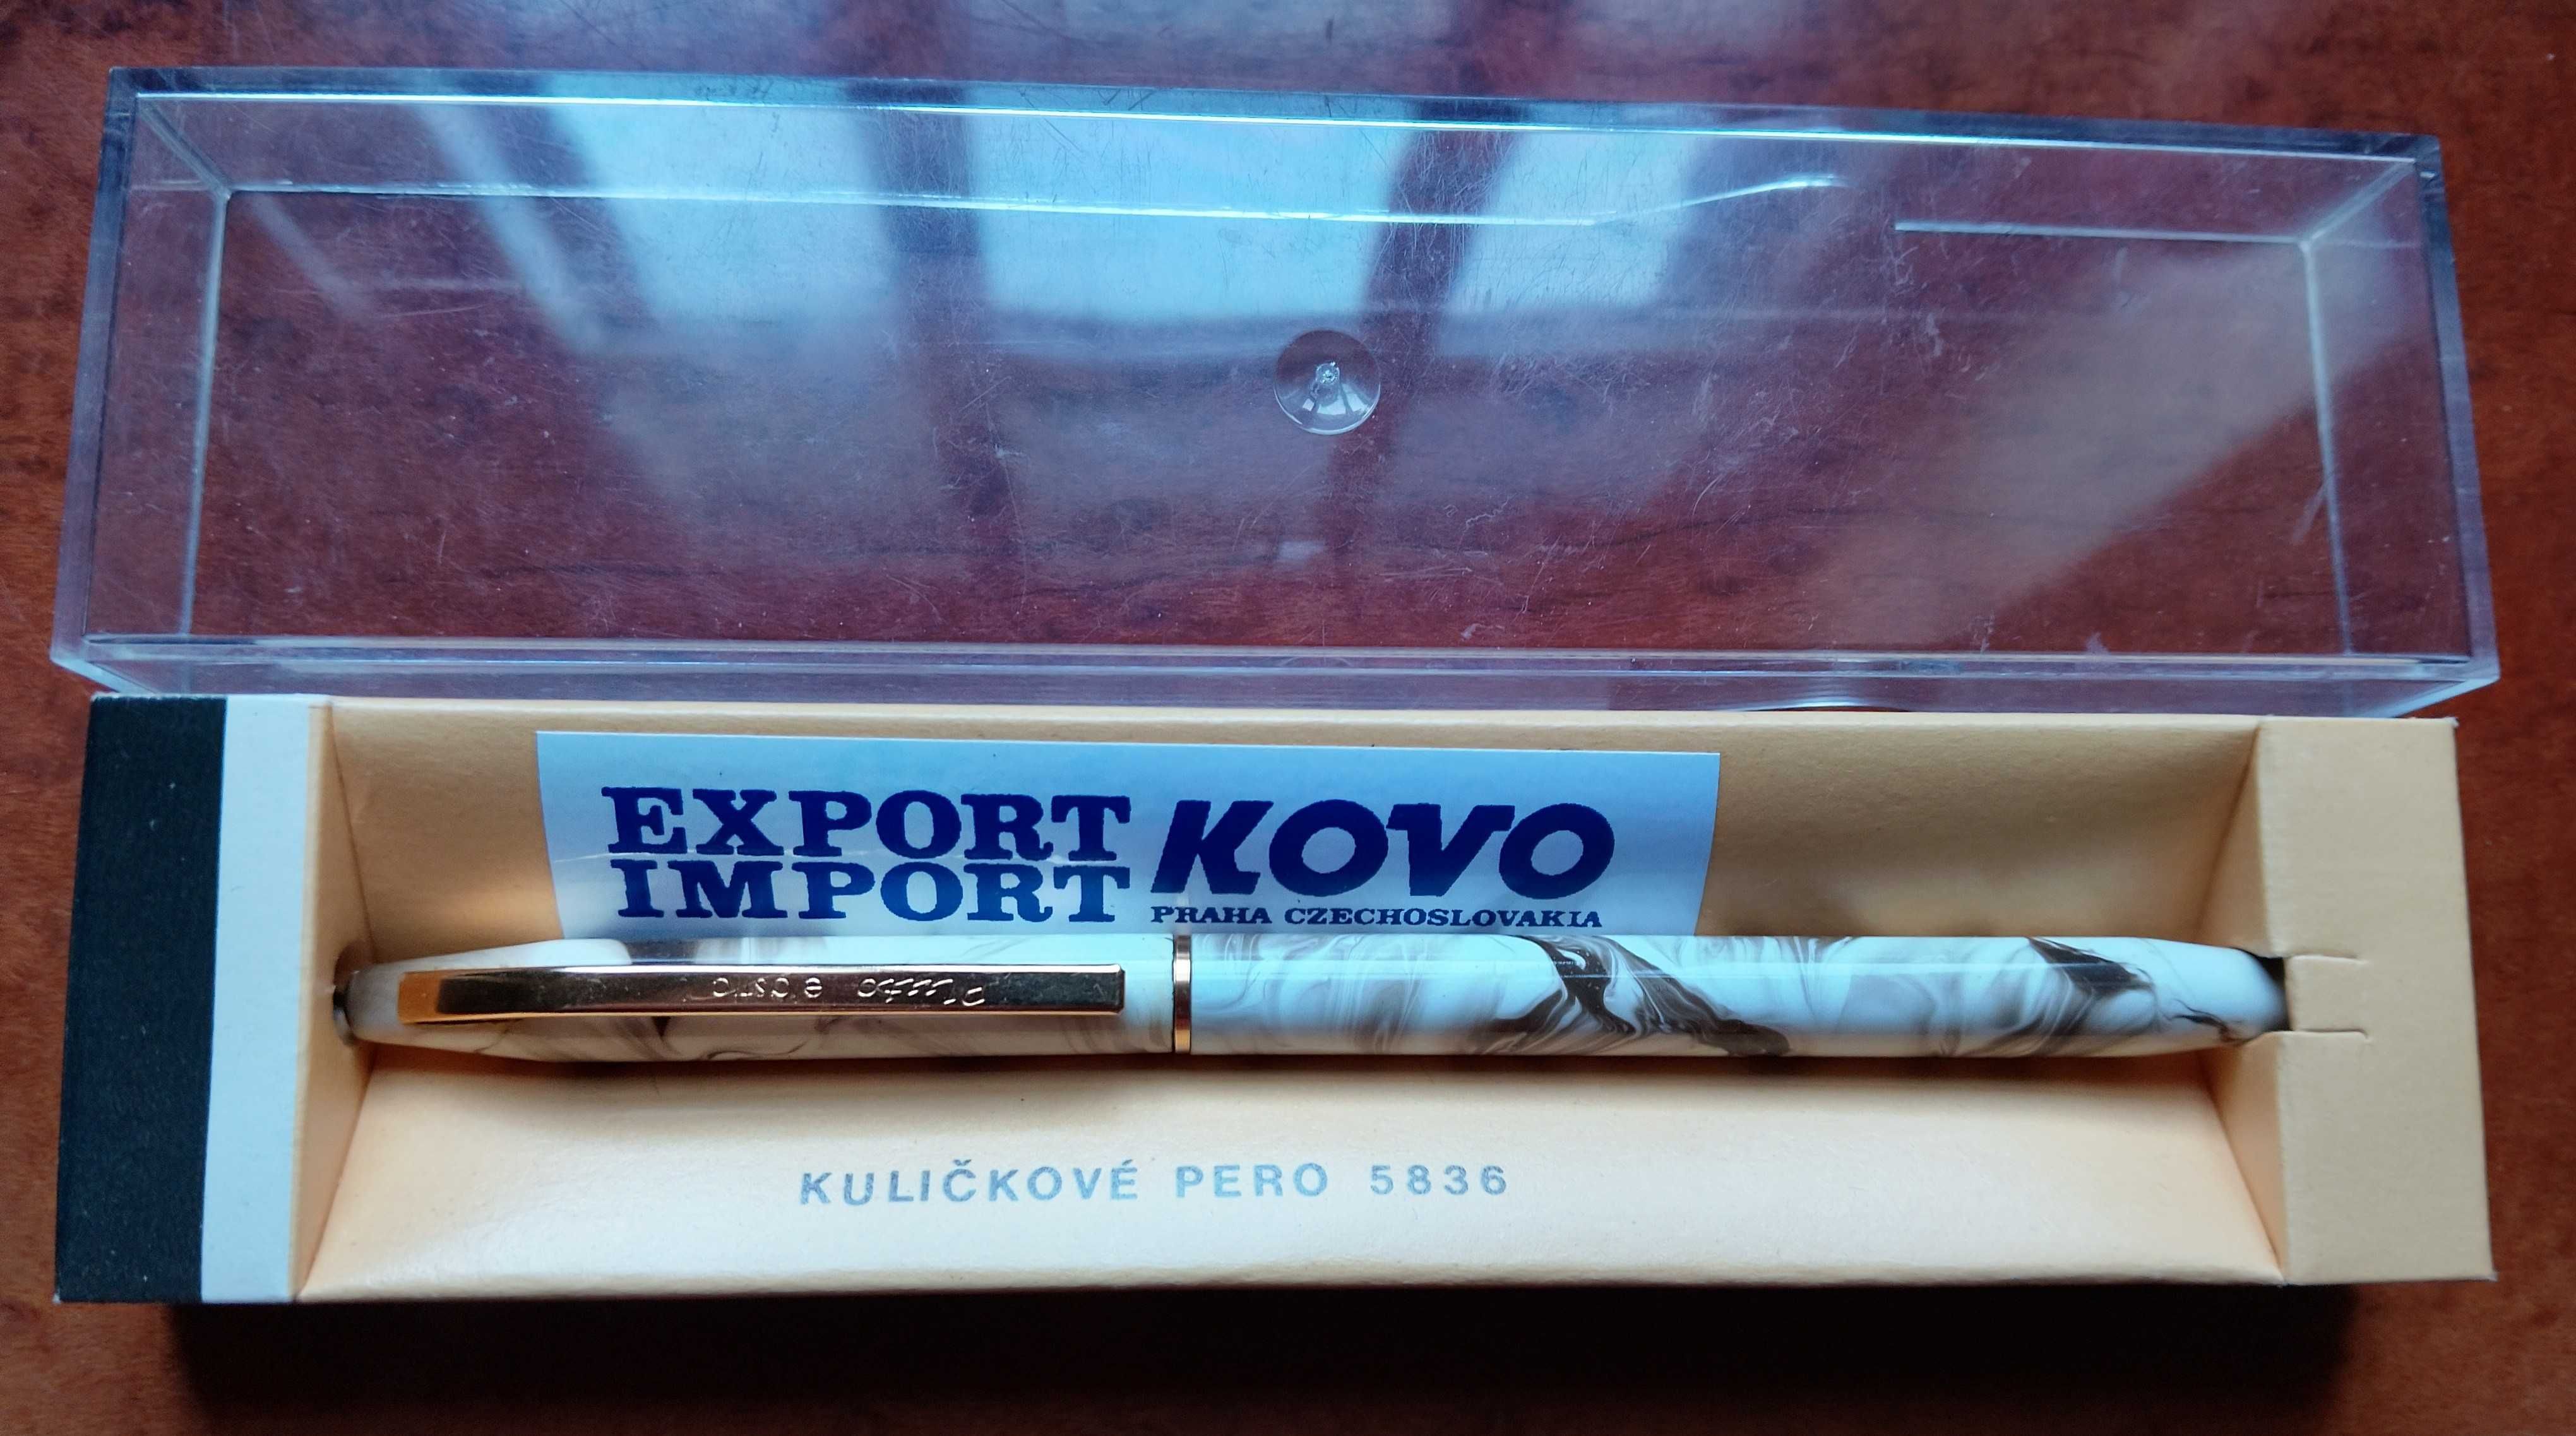 EXPORT
IMPORT
KOVO
PRAHA CZECHOSLOVAKIA
KULIČKOVÉ PERO 5836